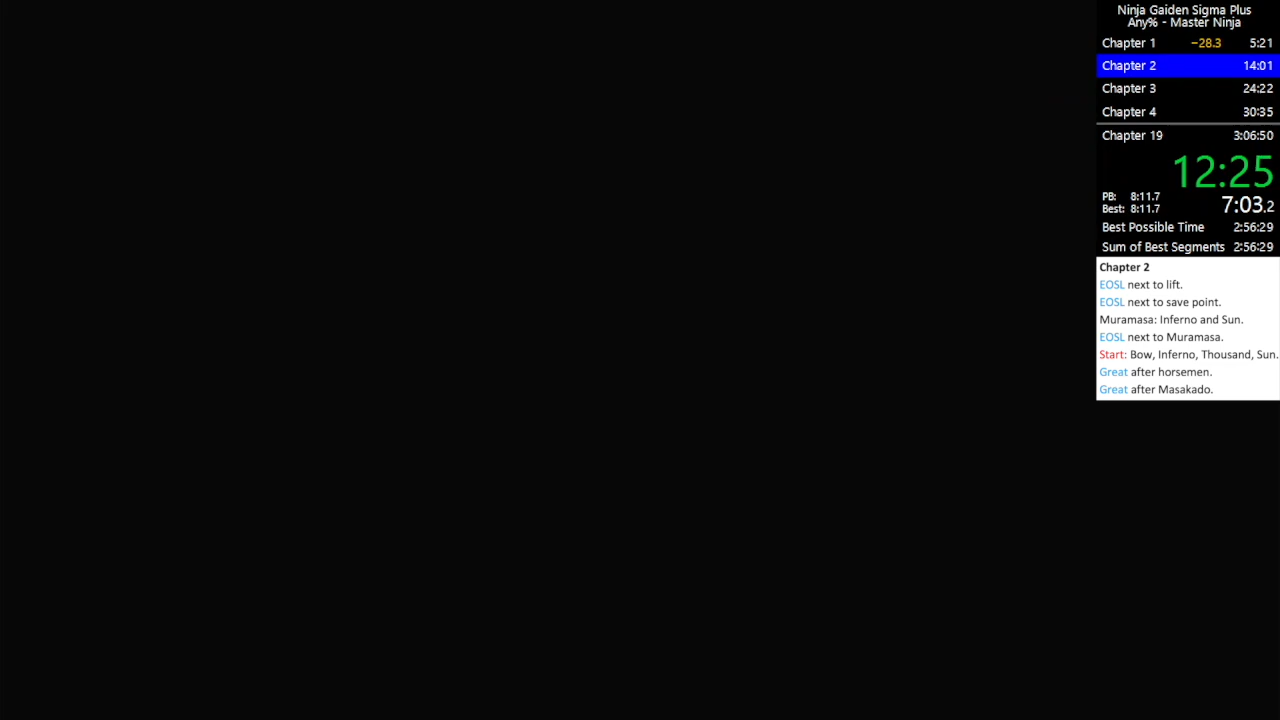 Ninja Gaiden Sigma Plus
Any% - Master Ninja
Chapter 1 −28.3 5:21
Chapter 2 14:01
Chapter 3 24:22
Chapter 4 30:35
Chapter 19 3:06:50
12:25
PB: 8:11.7
Best: 8:11.7
7:03.2
Best Possible Time 2:56:29
Sum of Best Segments 2:56:29
Chapter 2
EOSL next to lift.
EOSL next to save point.
Muramasa: Inferno and Sun.
EOSL next to Muramasa.
Start: Bow, Inferno, Thousand, Sun.
Great after horsemen.
Great after Masakado.